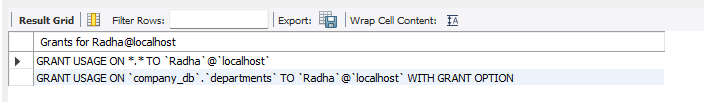 Result Grid Filter Rows: Export: Wrap Cell Content: IA
Grants for Radha@localhost
GRANT USAGE ON *.* TO `Radha`@`localhost`
GRANT USAGE ON `company_db`.`departments` TO `Radha`@`localhost` WITH GRANT OPTION